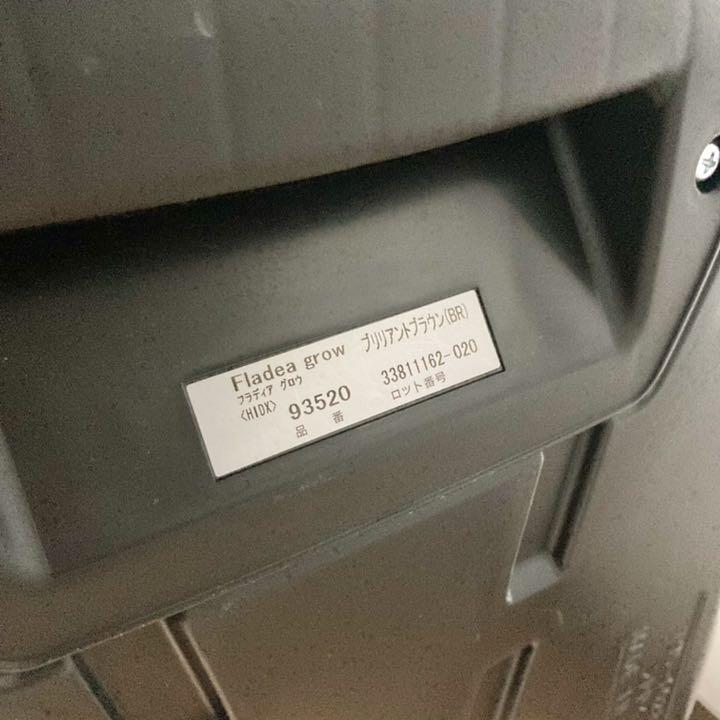 Fladea grow ブリリアントブラウン(BR)
フラディア グロウ
〈HIDX〉 93520 33811162-020
品 番 ロット番号